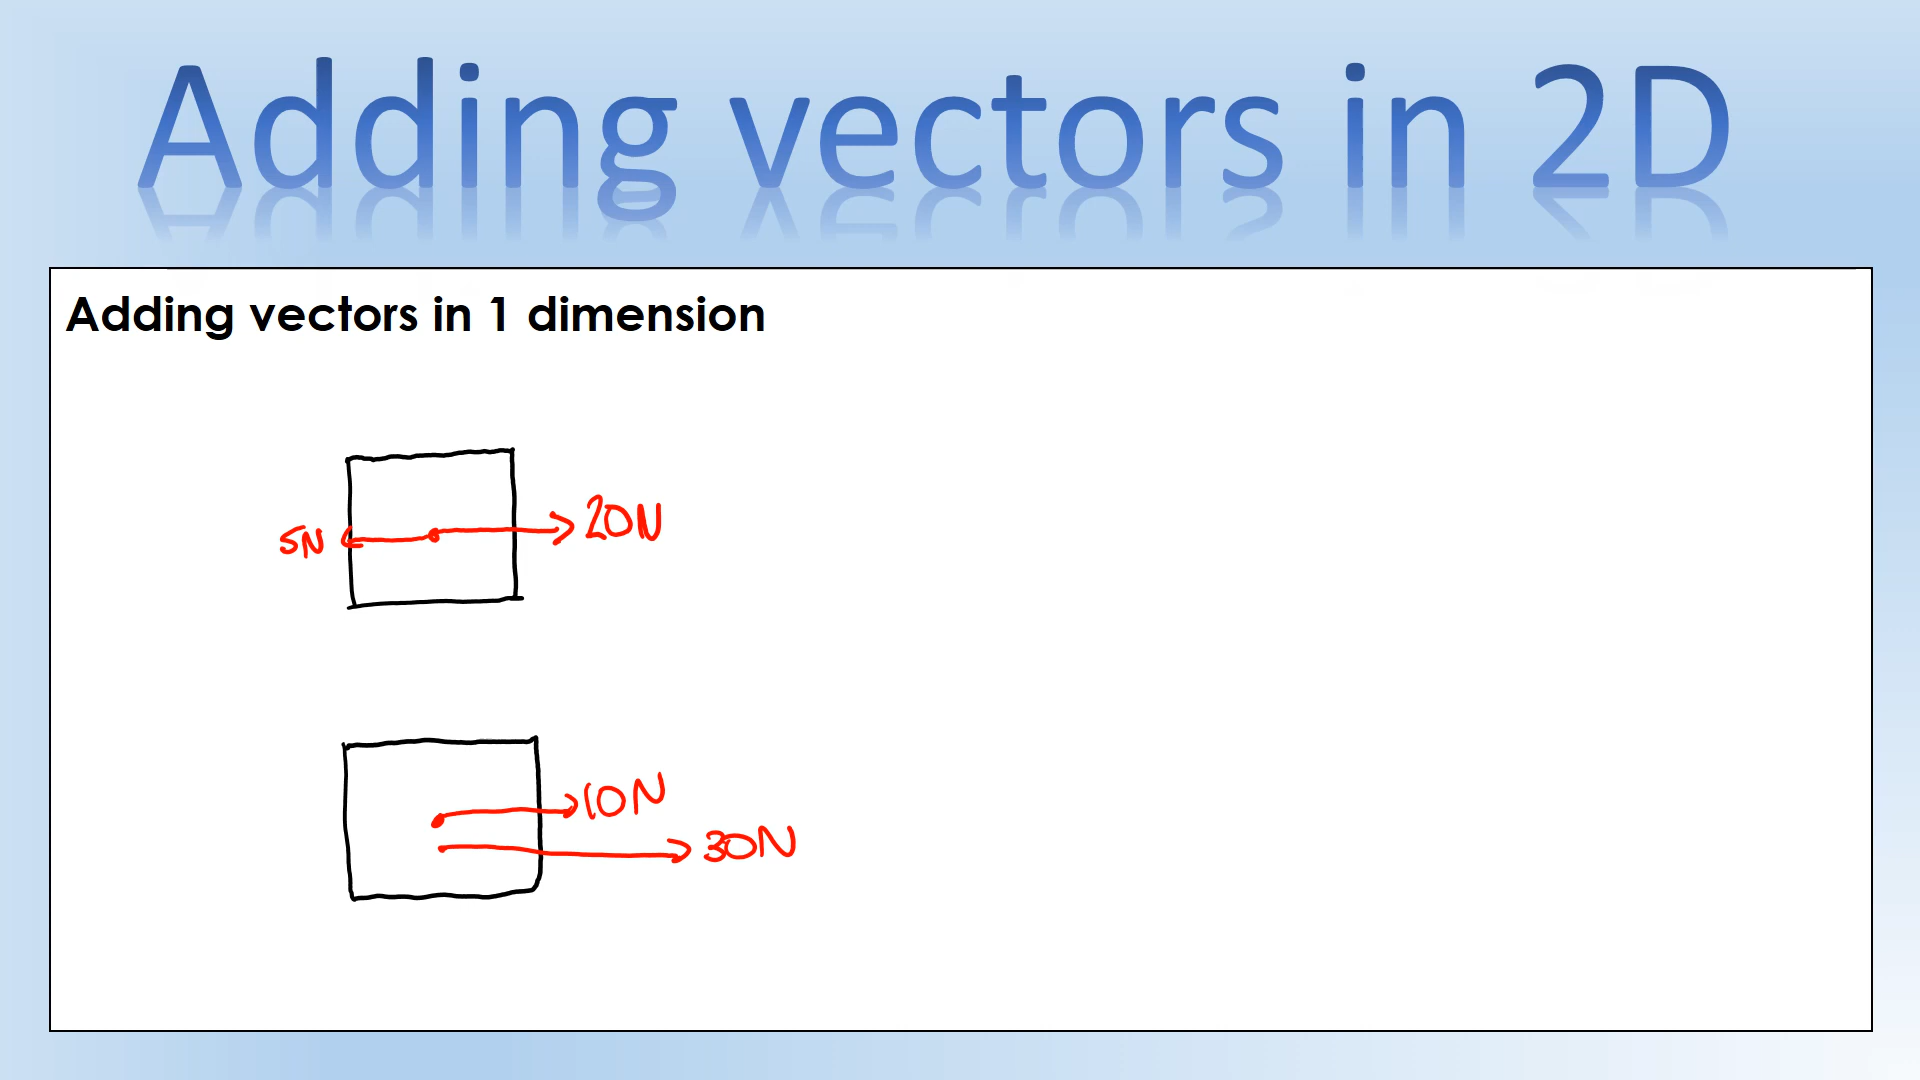 Adding vectors in 2D
Adding vectors in 1 dimension
5N
20N
10N
30N